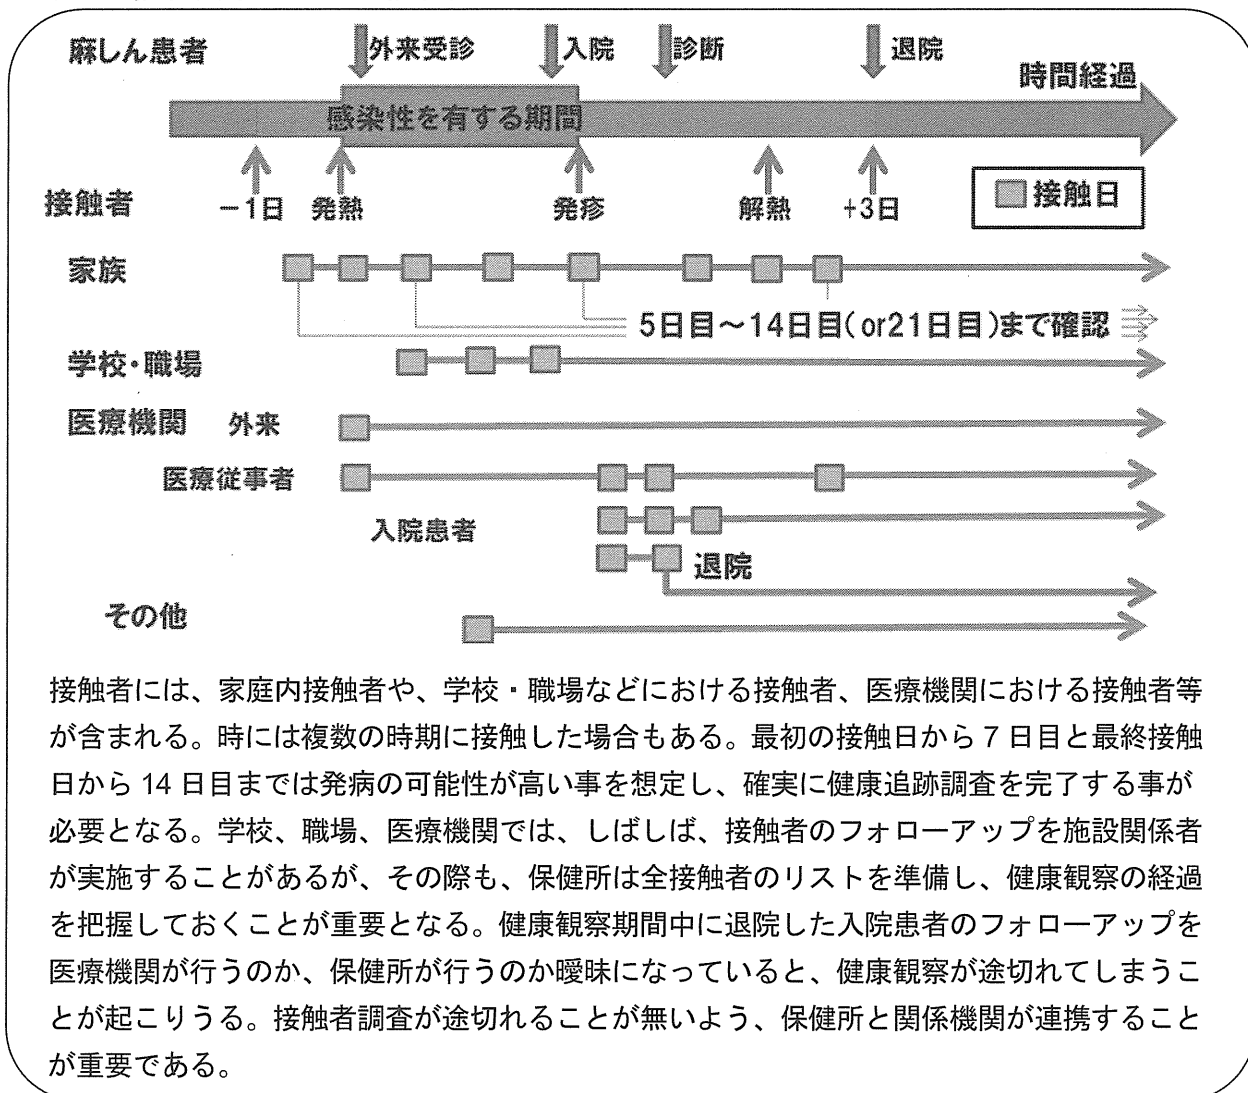 麻しん患者
外来受診
入院
診断
退院
時間経過
感染性を有する期間
接触者
－1日
発熱
発疹
解熱
+3日
接触日
家族
5日目～14日目(or21日目)まで確認
学校・職場
医療機関 外来
医療従事者
入院患者
退院
その他
接触者には、家庭内接触者や、学校・職場などにおける接触者、医療機関における接触者等
が含まれる。時には複数の時期に接触した場合もある。最初の接触日から 7 日目と最終接触
日から 14 日目までは発病の可能性が高い事を想定し、確実に健康追跡調査を完了する事が
必要となる。学校、職場、医療機関では、しばしば、接触者のフォローアップを施設関係者
が実施することがあるが、その際も、保健所は全接触者のリストを準備し、健康観察の経過
を把握しておくことが重要となる。健康観察期間中に退院した入院患者のフォローアップを
医療機関が行うのか、保健所が行うのか曖昧になっていると、健康観察が途切れてしまうこ
とが起こりうる。接触者調査が途切れることが無いよう、保健所と関係機関が連携すること
が重要である。